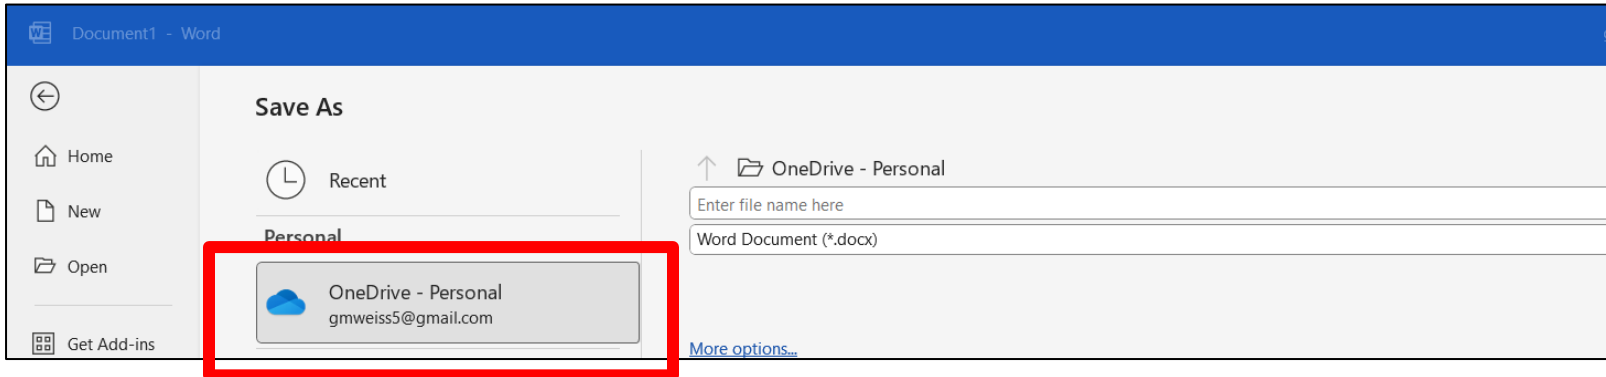 Document1 - Word
Save As
Home
New
Open
Get Add-ins
Recent
Personal
OneDrive - Personal
gmweiss5@gmail.com
OneDrive - Personal
Enter file name here
Word Document (*.docx)
More options...